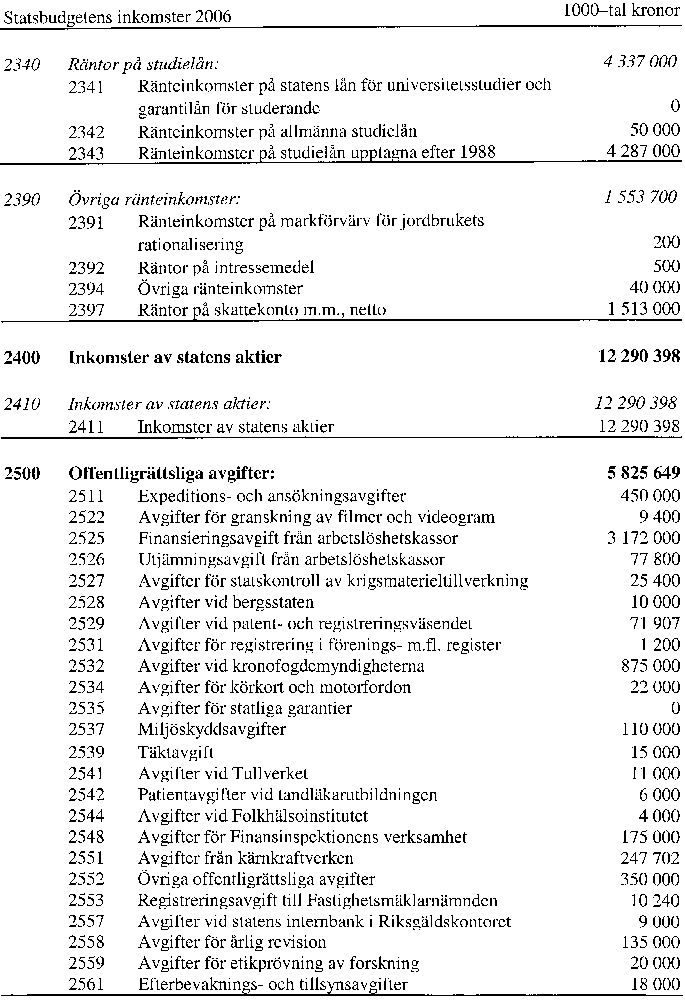 Statsbudgetens inkomster 2006 1000–tal kronor
2340 Räntor på studielån: 4 337 000
2341 Ränteinkomster på statens lån för universitetsstudier och
garantilån för studerande 0
2342 Ränteinkomster på allmänna studielån 50 000
2343 Ränteinkomster på studielån upptagna efter 1988 4 287 000
2390 Övriga ränteinkomster: 1 553 700
2391 Ränteinkomster på markförvärv för jordbrukets
rationalisering 200
2392 Räntor på intressemedel 500
2394 Övriga ränteinkomster 40 000
2397 Räntor på skattekonto m.m., netto 1 513 000
2400 Inkomster av statens aktier 12 290 398
2410 Inkomster av statens aktier: 12 290 398
2411 Inkomster av statens aktier 12 290 398
2500 Offentligrättsliga avgifter: 5 825 649
2511 Expeditions- och ansökningsavgifter 450 000
2522 Avgifter för granskning av filmer och videogram 9 400
2525 Finansieringsavgift från arbetslöshetskassor 3 172 000
2526 Utjämningsavgift från arbetslöshetskassor 77 800
2527 Avgifter för statskontroll av krigsmaterieltillverkning 25 400
2528 Avgifter vid bergsstaten 10 000
2529 Avgifter vid patent- och registreringsväsendet 71 907
2531 Avgifter för registrering i förenings- m.fl. register 1 200
2532 Avgifter vid kronofogdemyndigheterna 875 000
2534 Avgifter för körkort och motorfordon 22 000
2535 Avgifter för statliga garantier 0
2537 Miljöskyddsavgifter 110 000
2539 Täktavgift 15 000
2541 Avgifter vid Tullverket 11 000
2542 Patientavgifter vid tandläkarutbildningen 6 000
2544 Avgifter vid Folkhälsoinstitutet 4 000
2548 Avgifter för Finansinspektionens verksamhet 175 000
2551 Avgifter från kärnkraftverken 247 702
2552 Övriga offentligrättsliga avgifter 350 000
2553 Registreringsavgift till Fastighetsmäklarnämnden 10 240
2557 Avgifter vid statens internbank i Riksgäldskontoret 9 000
2558 Avgifter för årlig revision 135 000
2559 Avgifter för etikprövning av forskning 20 000
2561 Efterbevaknings- och tillsynsavgifter 18 000